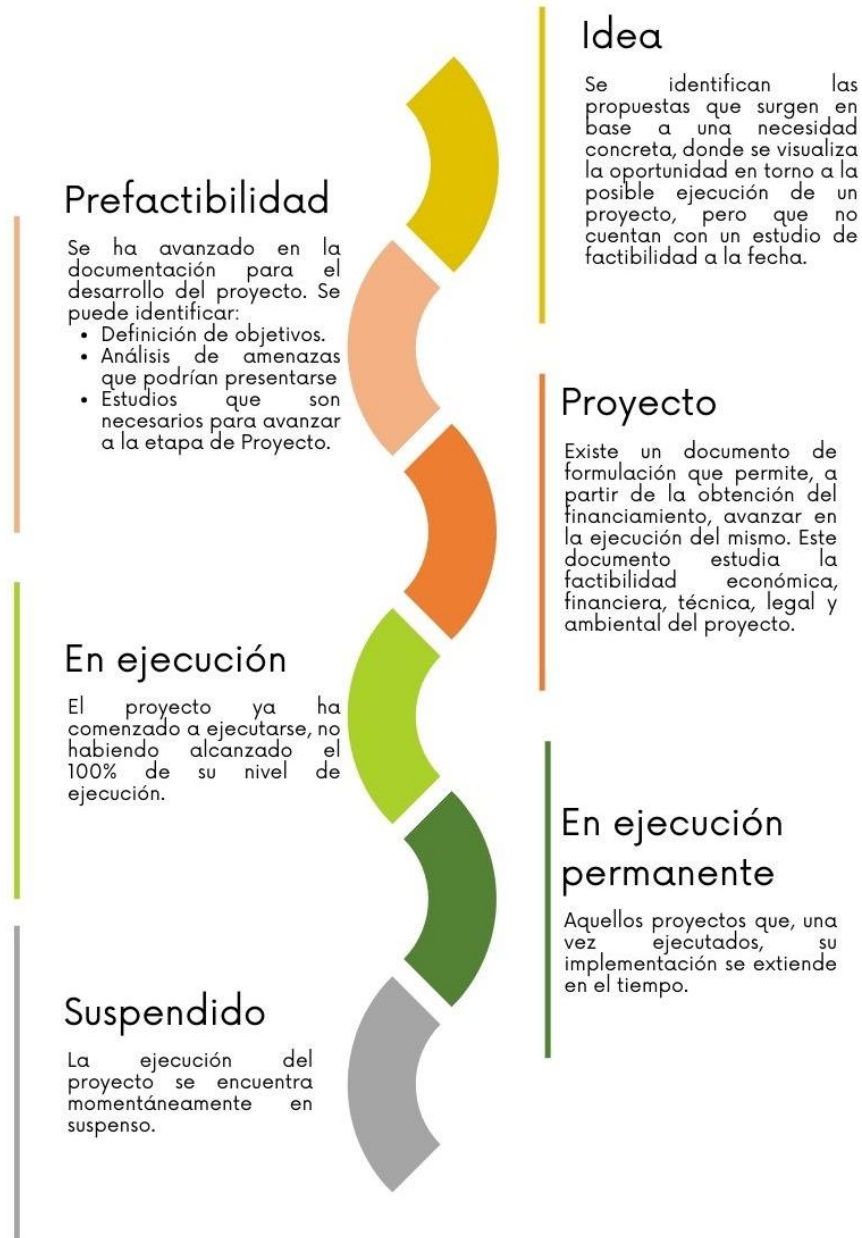 Idea
Se identifican las
propuestas que surgen en
base a una necesidad
concreta, donde se visualiza
la oportunidad en torno a la
posible ejecución de un
proyecto, pero que no
cuentan con un estudio de
factibilidad a la fecha.
Prefactibilidad
Se ha avanzado en la
documentación para el
desarrollo del proyecto. Se
puede identificar:
• Definición de objetivos.
• Análisis de amenazas
que podrían presentarse
• Estudios que son
necesarios para avanzar
a la etapa de Proyecto.
Proyecto
Existe un documento de
formulación que permite, a
partir de la obtención del
financiamiento, avanzar en
la ejecución del mismo. Este
documento estudia la
factibilidad económica,
financiera, técnica, legal y
ambiental del proyecto.
En ejecución
El proyecto ya ha
comenzado a ejecutarse, no
habiendo alcanzado el
100% de su nivel de
ejecución.
En ejecución
permanente
Aquellos proyectos que, una
vez ejecutados, su
implementación se extiende
en el tiempo.
Suspendido
La ejecución del
proyecto se encuentra
momentáneamente en
suspenso.